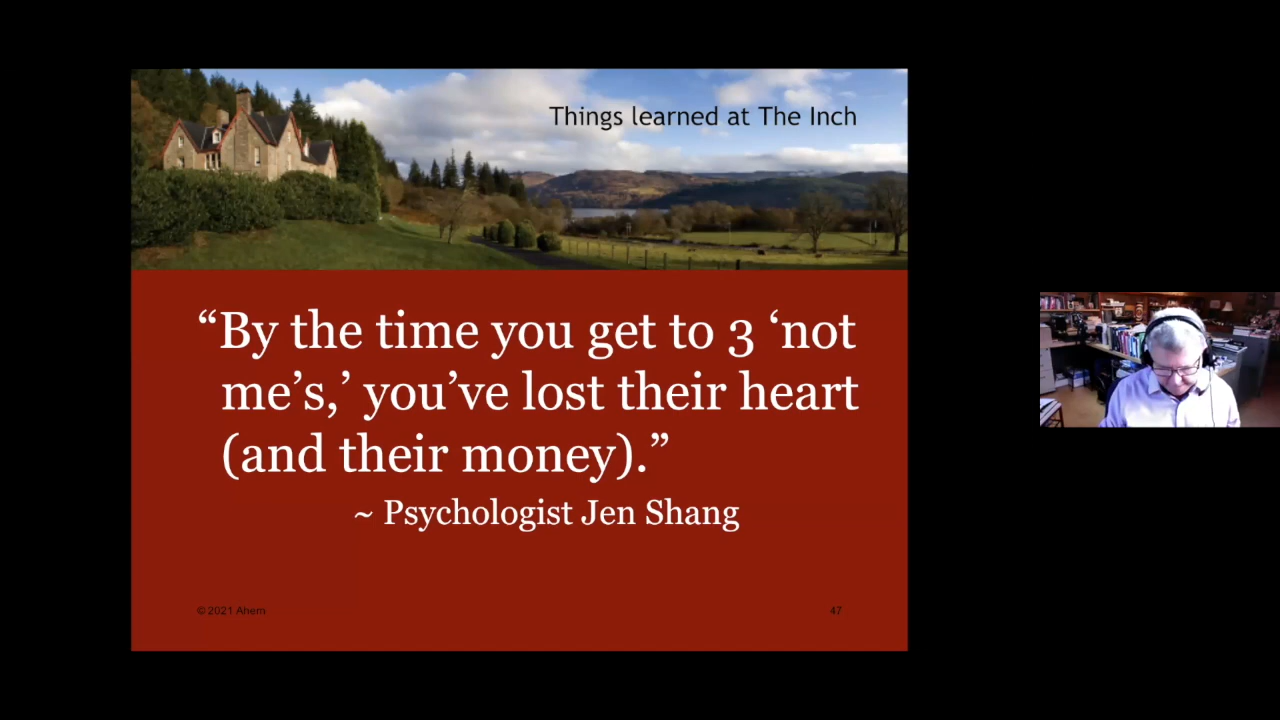 Things learned at The Inch
“By the time you get to 3 ‘not
me’s,’ you’ve lost their heart
(and their money).”
~ Psychologist Jen Shang
© 2021 Ahern
47